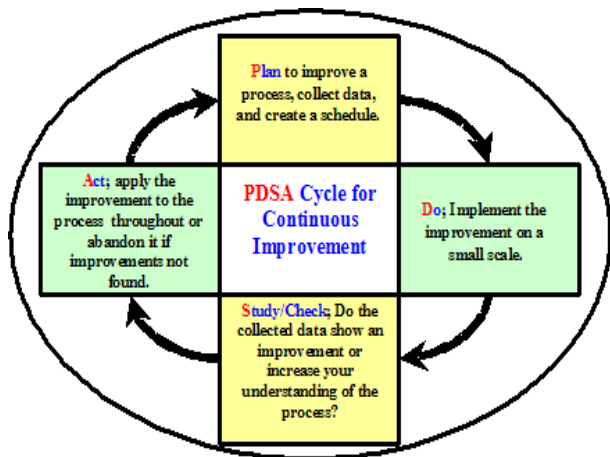 Plan to improve a
process, collect data,
and create a schedule.
Act; apply the
improvement to the
process throughout or
abandon it if
improvements not
found.
PDSA Cycle for
Continuous
Improvement
Do; Implement the
improvement on a
small scale.
Study/Check; Do the
collected data show an
improvement or
increase your
understanding of the
process?